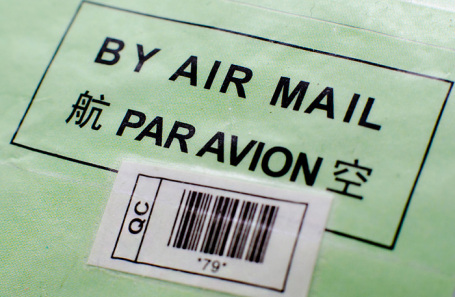 BY AIR MAIL
航 PAR AVION 空
QC
*79*